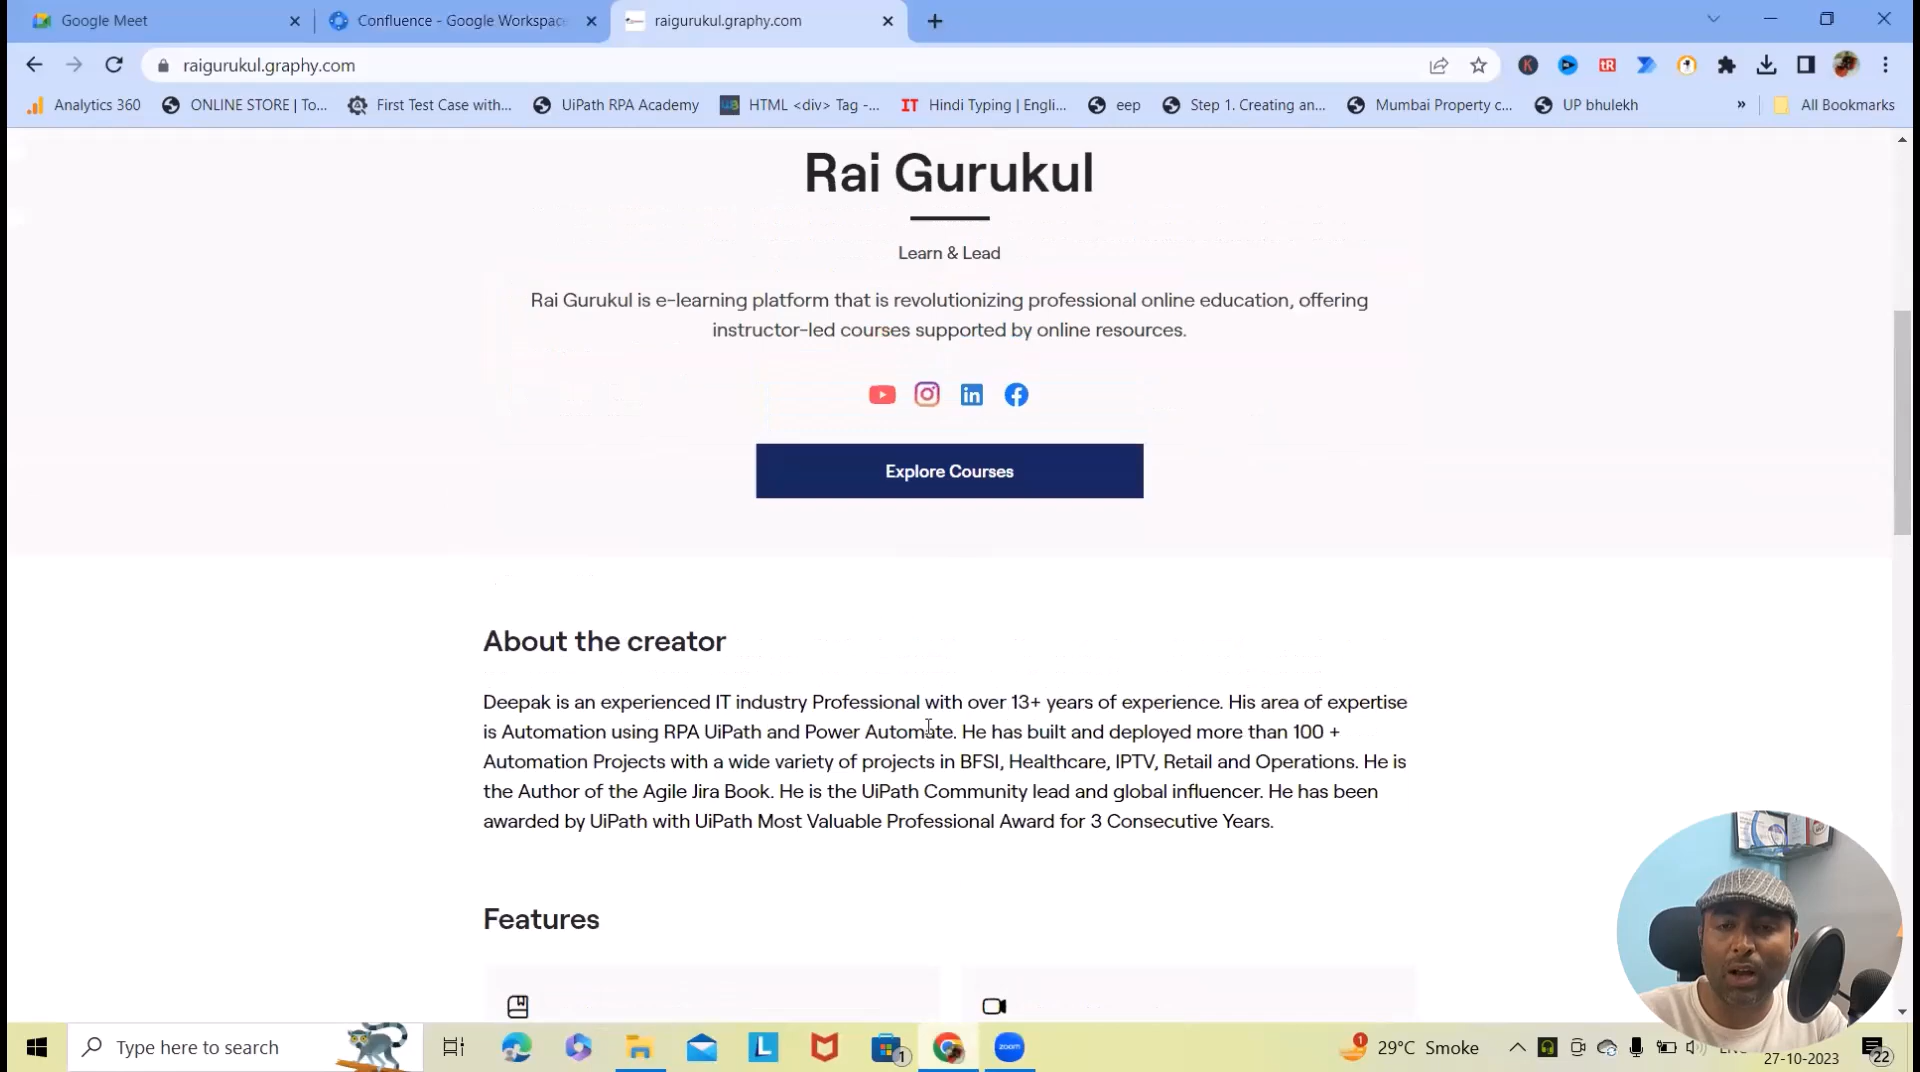 Google Meet
Confluence - Google Workspac
raigurukul.graphy.com
raigurukul.graphy.com
Analytics 360
ONLINE STORE | To...
First Test Case with...
UiPath RPA Academy
HTML <div> Tag -...
IT Hindi Typing | Engli...
eep
Step 1. Creating an...
Mumbai Property c...
UP bhulekh
»
All Bookmarks
Rai Gurukul
Learn & Lead
Rai Gurukul is e-learning platform that is revolutionizing professional online education, offering
instructor-led courses supported by online resources.
Explore Courses
About the creator
Deepak is an experienced IT industry Professional with over 13+ years of experience. His area of expertise
is Automation using RPA UiPath and Power Automate. He has built and deployed more than 100 +
Automation Projects with a wide variety of projects in BFSI, Healthcare, IPTV, Retail and Operations. He is
the Author of the Agile Jira Book. He is the UiPath Community lead and global influencer. He has been
awarded by UiPath with UiPath Most Valuable Professional Award for 3 Consecutive Years.
Features
Type here to search
L
1
zoom
1
29°C Smoke
27-10-2023
22